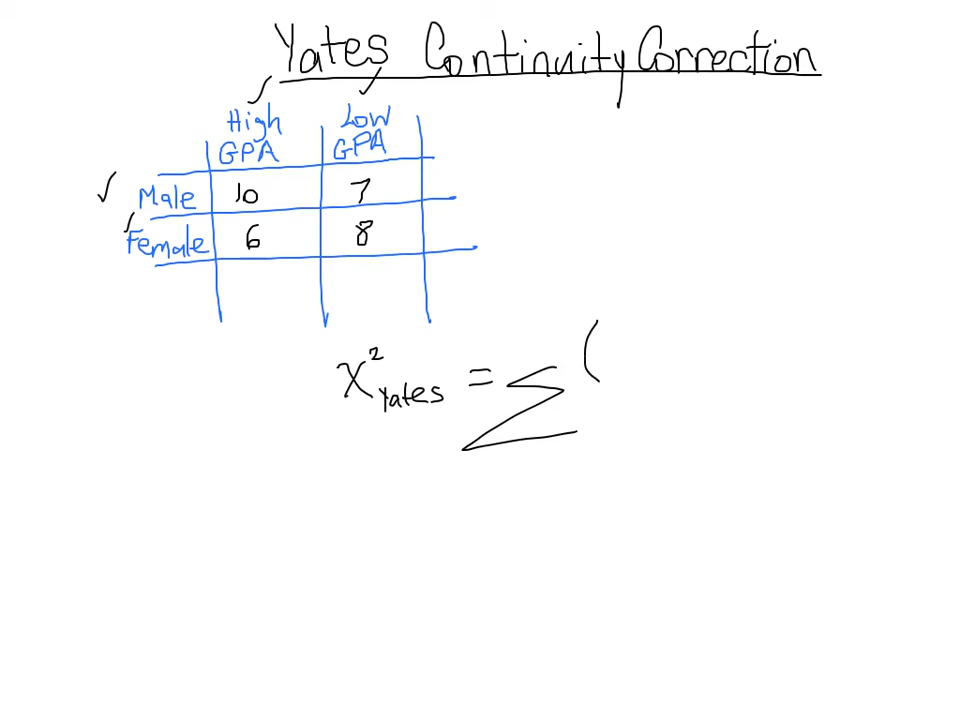 Yates Continuity Correction
High GPA Low GPA
Male 10 7
Female 6 8
χ²Yates = ∑ (